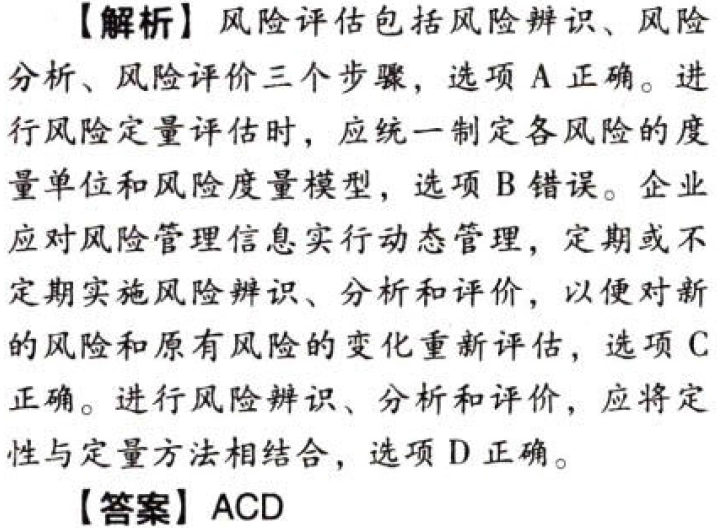 【解析】风险评估包括风险辨识、风险
分析、风险评价三个步骤，选项 A 正确。进
行风险定量评估时，应统一制定各风险的度
量单位和风险度量模型，选项 B 错误。企业
应对风险管理信息实行动态管理，定期或不
定期实施风险辨识、分析和评价，以便对新
的风险和原有风险的变化重新评估，选项 C
正确。进行风险辨识、分析和评价，应将定
性与定量方法相结合，选项 D 正确。
【答案】ACD